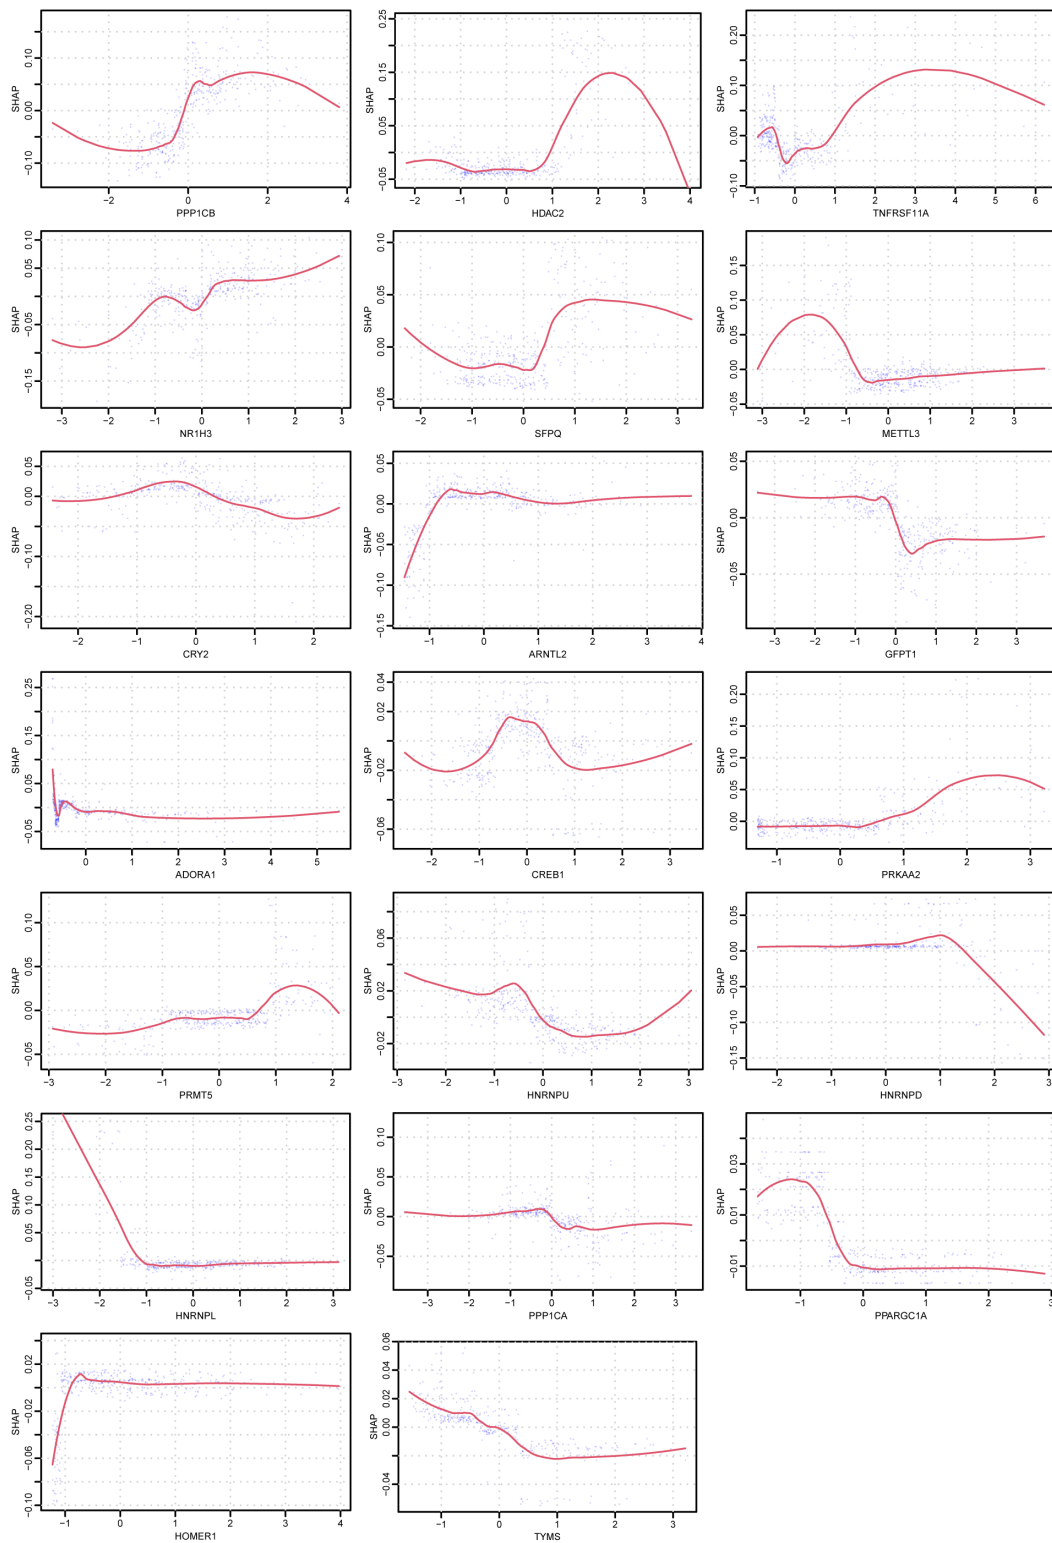 SHAP
−0.10 0.00 0.10
−2 0 2 4
PPP1CB
SHAP
−0.05 0.05 0.15 0.25
−2 −1 0 1 2 3 4
HDAC2
SHAP
−0.10 0.00 0.10 0.20
−1 0 1 2 3 4 5 6
TNFRSF11A
SHAP
−0.15 −0.05 0.05 0.10
−3 −2 −1 0 1 2 3
NR1H3
SHAP
−0.05 0.00 0.05 0.10
−2 −1 0 1 2 3
SFPQ
SHAP
−0.05 0.00 0.05 0.10 0.15
−3 −2 −1 0 1 2 3
METTL3
SHAP
−0.20 −0.10 0.00 0.05
−2 −1 0 1 2
CRY2
SHAP
−0.15 −0.10 −0.05 0.00 0.05
−1 0 1 2 3 4
ARNTL2
SHAP
−0.05 0.00 0.05
−3 −2 −1 0 1 2 3
GFPT1
SHAP
−0.05 0.05 0.15 0.25
0 1 2 3 4 5
ADORA1
SHAP
−0.06 −0.02 0.02 0.04
−2 −1 0 1 2 3
CREB1
SHAP
0.00 0.05 0.10 0.20
−1 0 1 2 3
PRKAA2
SHAP
−0.05 0.00 0.05 0.10
−3 −2 −1 0 1 2
PRMT5
SHAP
−0.02 0.02 0.06
−3 −2 −1 0 1 2 3
HNRNPU
SHAP
−0.15 −0.10 −0.05 0.00 0.05
−2 −1 0 1 2 3
HNRNPD
SHAP
−0.05 0.05 0.10 0.15 0.25
−3 −2 −1 0 1 2 3
HNRNPL
SHAP
−0.05 0.00 0.05 0.10
−3 −2 −1 0 1 2 3
PPP1CA
SHAP
−0.01 0.01 0.03
−1 0 1 2 3
PPARGC1A
SHAP
−0.10 −0.06 −0.02 0.02
−1 0 1 2 3 4
HOMER1
SHAP
−0.04 0.00 0.02 0.04 0.06
−1 0 1 2 3
TYMS